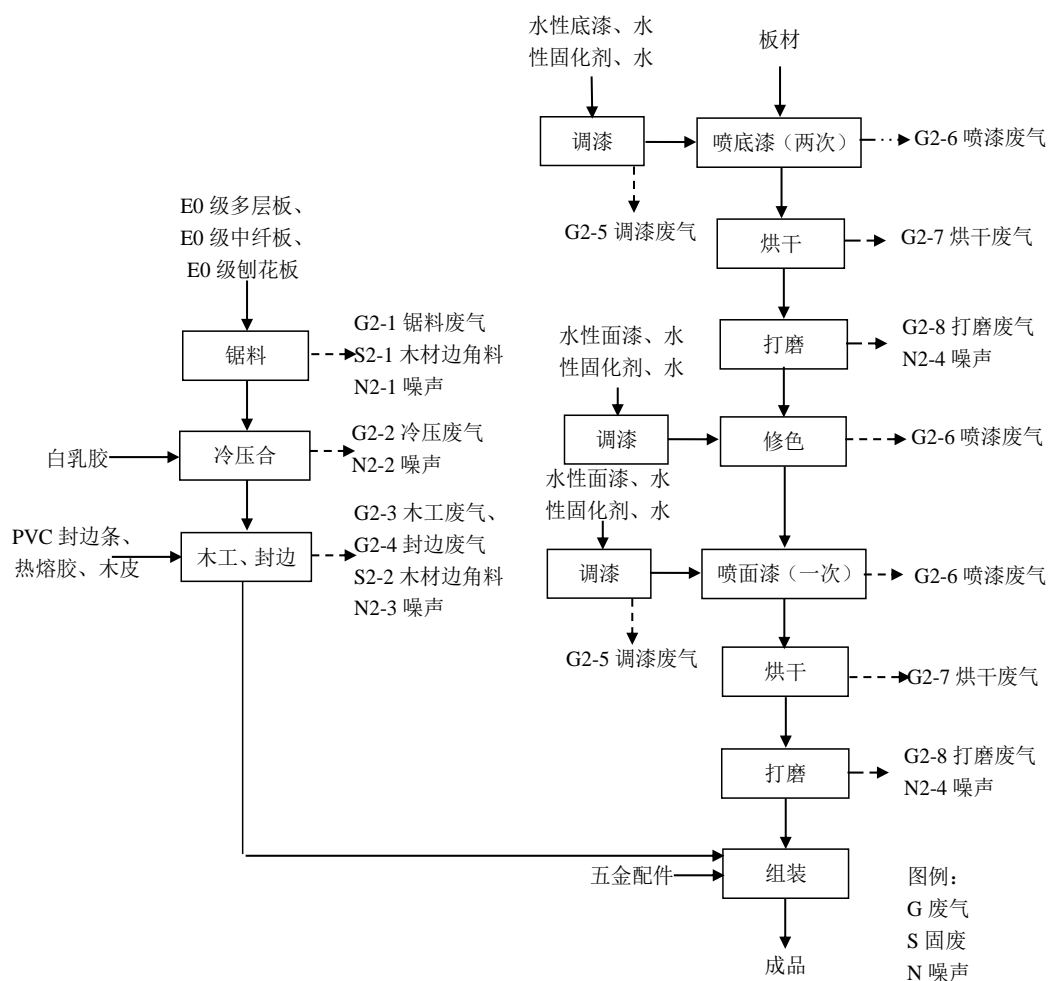 水性底漆、水
性固化剂、水
板材
调漆
喷底漆（两次）
G2-6 喷漆废气
G2-5 调漆废气
烘干
G2-7 烘干废气
E0 级多层板、
E0 级中纤板、
E0 级刨花板
锯料
G2-1 锯料废气
S2-1 木材边角料
N2-1 噪声
水性面漆、水
性固化剂、水
打磨
G2-8 打磨废气
N2-4 噪声
白乳胶
冷压合
G2-2 冷压废气
N2-2 噪声
调漆
修色
G2-6 喷漆废气
水性面漆、水
性固化剂、水
PVC 封边条、
热熔胶、木皮
木工、封边
G2-3 木工废气、
G2-4 封边废气
S2-2 木材边角料
N2-3 噪声
调漆
喷面漆（一次）
G2-6 喷漆废气
G2-5 调漆废气
烘干
G2-7 烘干废气
打磨
G2-8 打磨废气
N2-4 噪声
五金配件
组装
成品
图例：
G 废气
S 固废
N 噪声